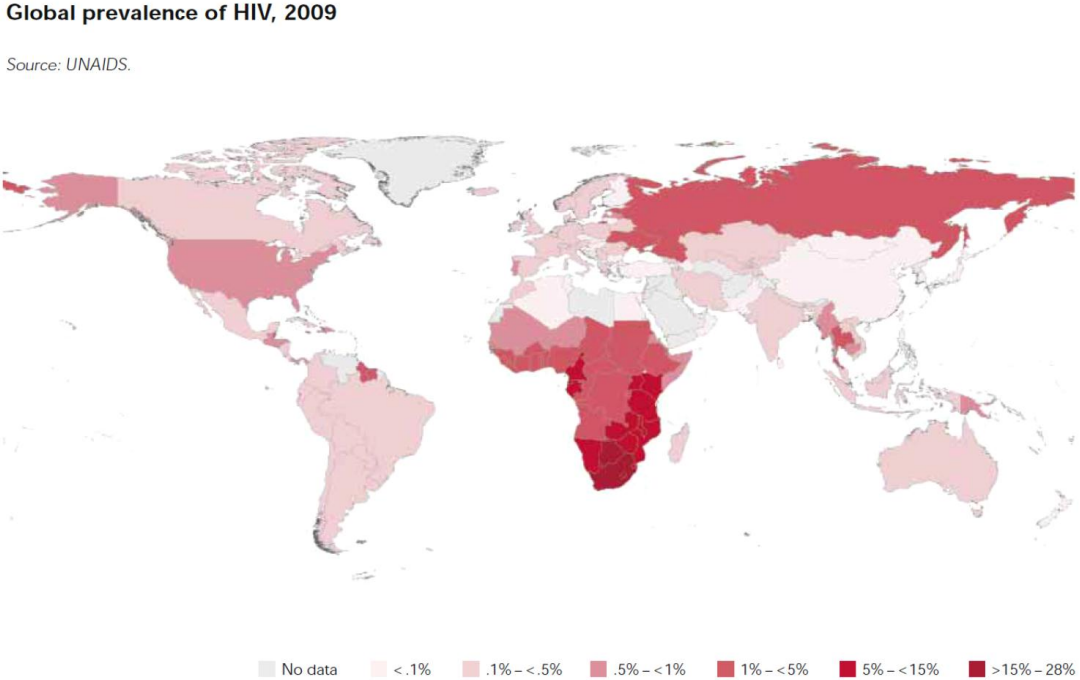 Global prevalence of HIV, 2009
Source: UNAIDS.
No data < .1% .1% – < .5% .5% – < 1% 1% – < 5% 5% – < 15% >15% – 28%